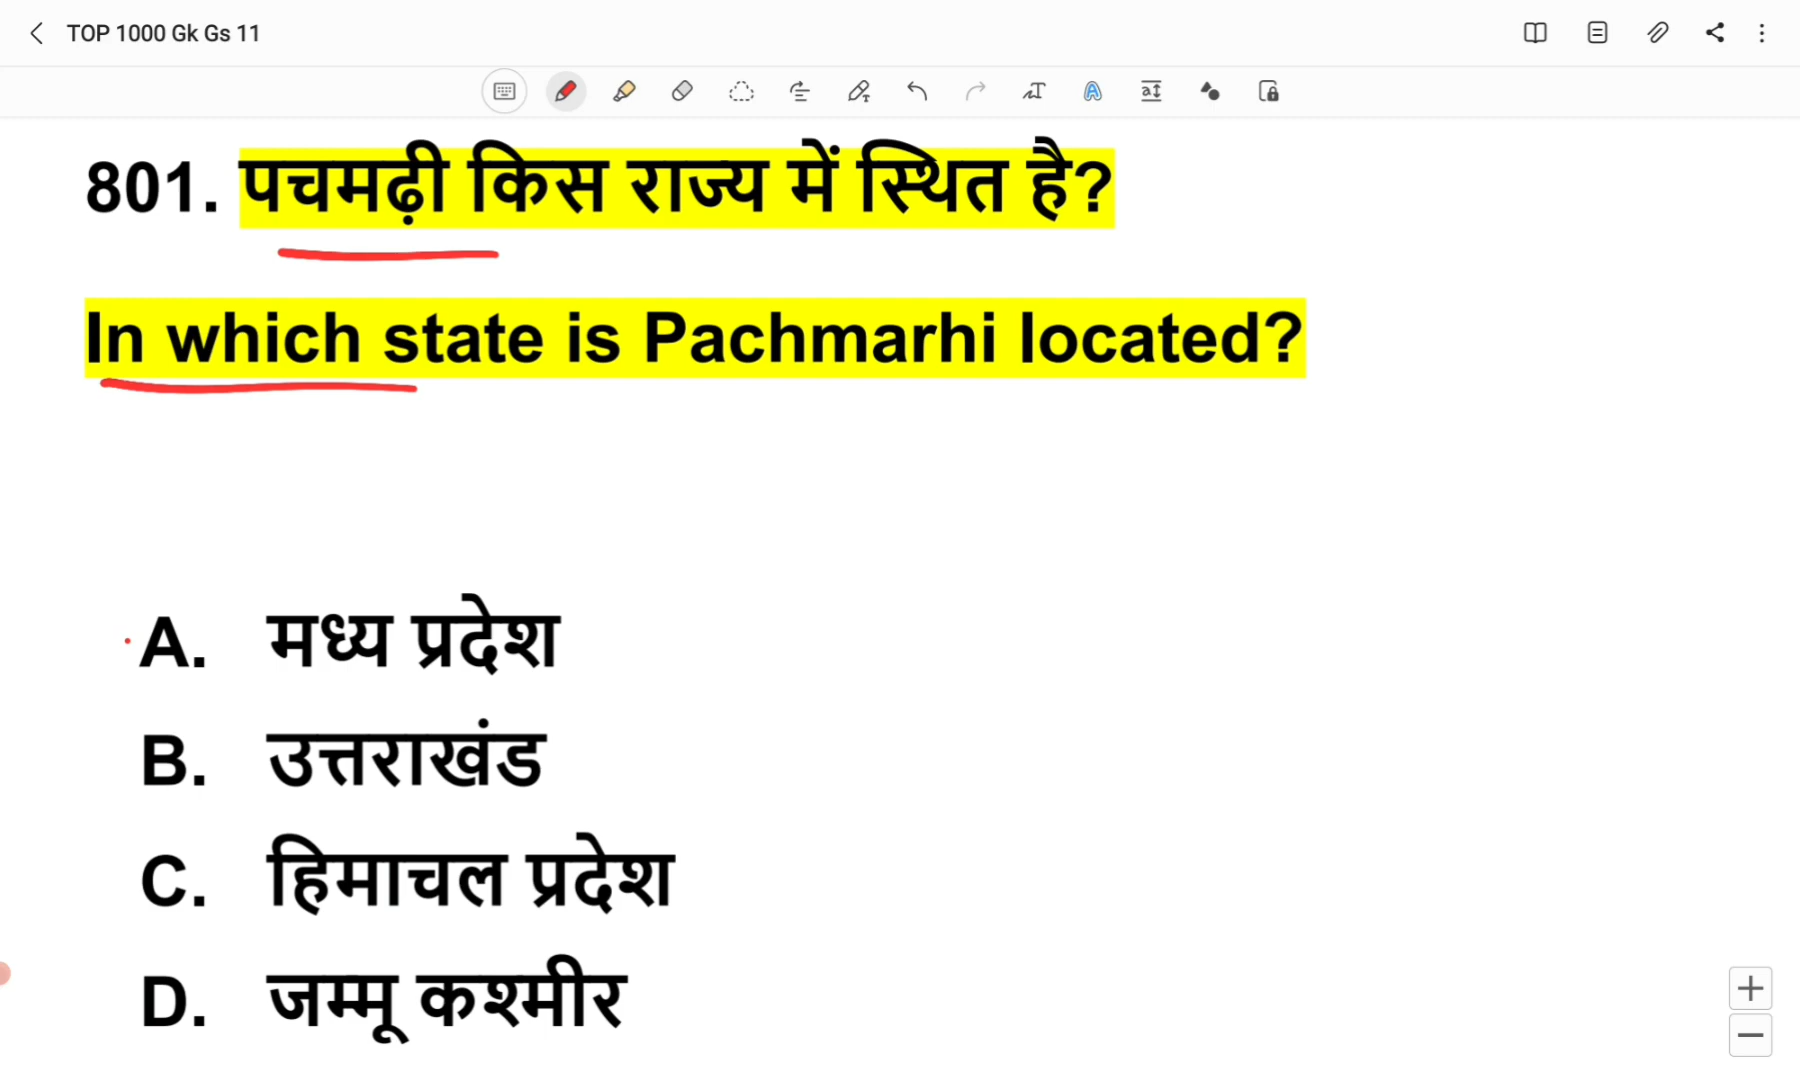 TOP 1000 Gk Gs 11
801. पचमढ़ी किस राज्य में स्थित है?
In which state is Pachmarhi located?
A. मध्य प्रदेश
B. उत्तराखंड
C. हिमाचल प्रदेश
D. जम्मू कश्मीर